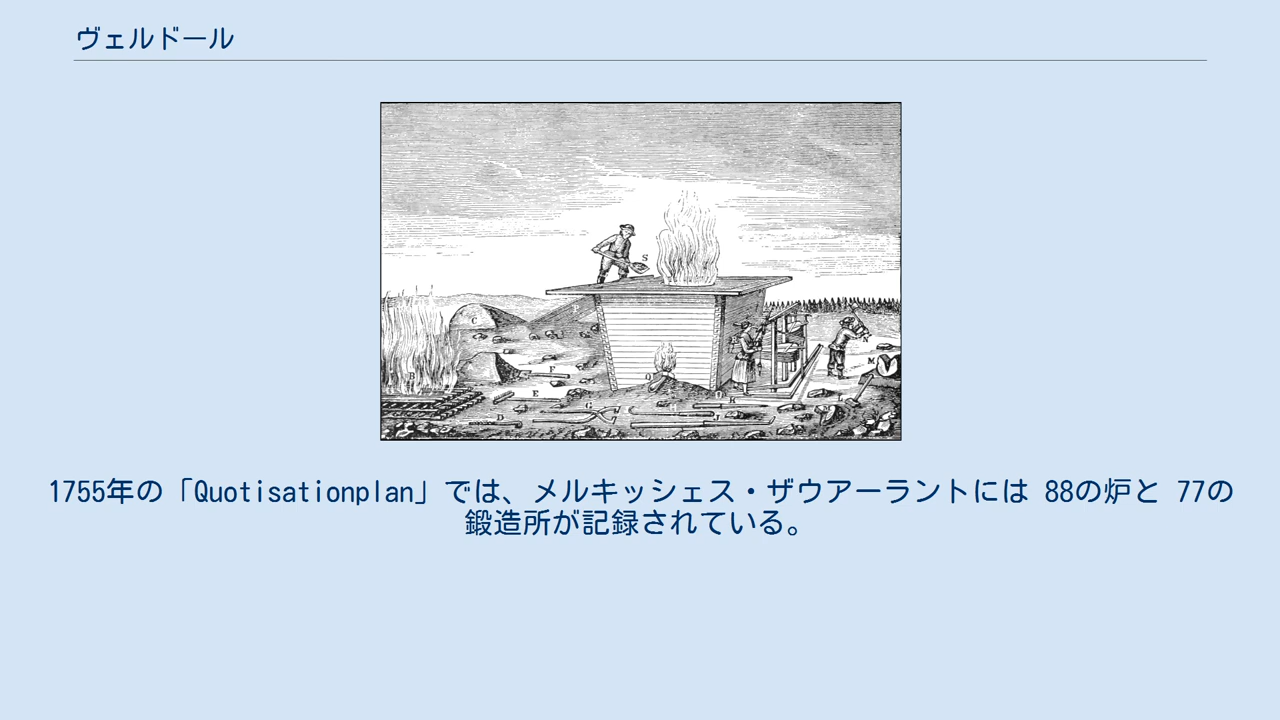 ヴェルドール
S
C
B
F
E
D
G
H
I
K
M
1755年の「Quotisationplan」では、メルキッシェス・ザウアーラントには 88の炉と 77の
鍛造所が記録されている。